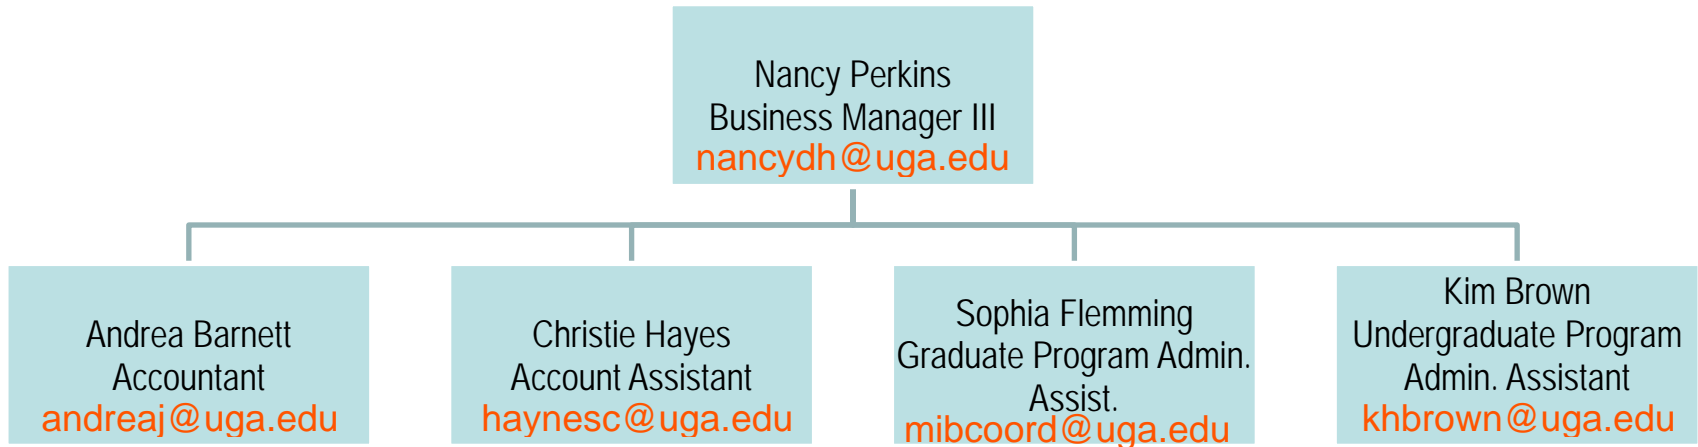 Nancy Perkins
Business Manager III
nancydh@uga.edu
Andrea Barnett
Accountant
andreaj@uga.edu
Christie Hayes
Account Assistant
haynesc@uga.edu
Sophia Flemming
Graduate Program Admin.
Assist.
mibcoord@uga.edu
Kim Brown
Undergraduate Program
Admin. Assistant
khbrown@uga.edu